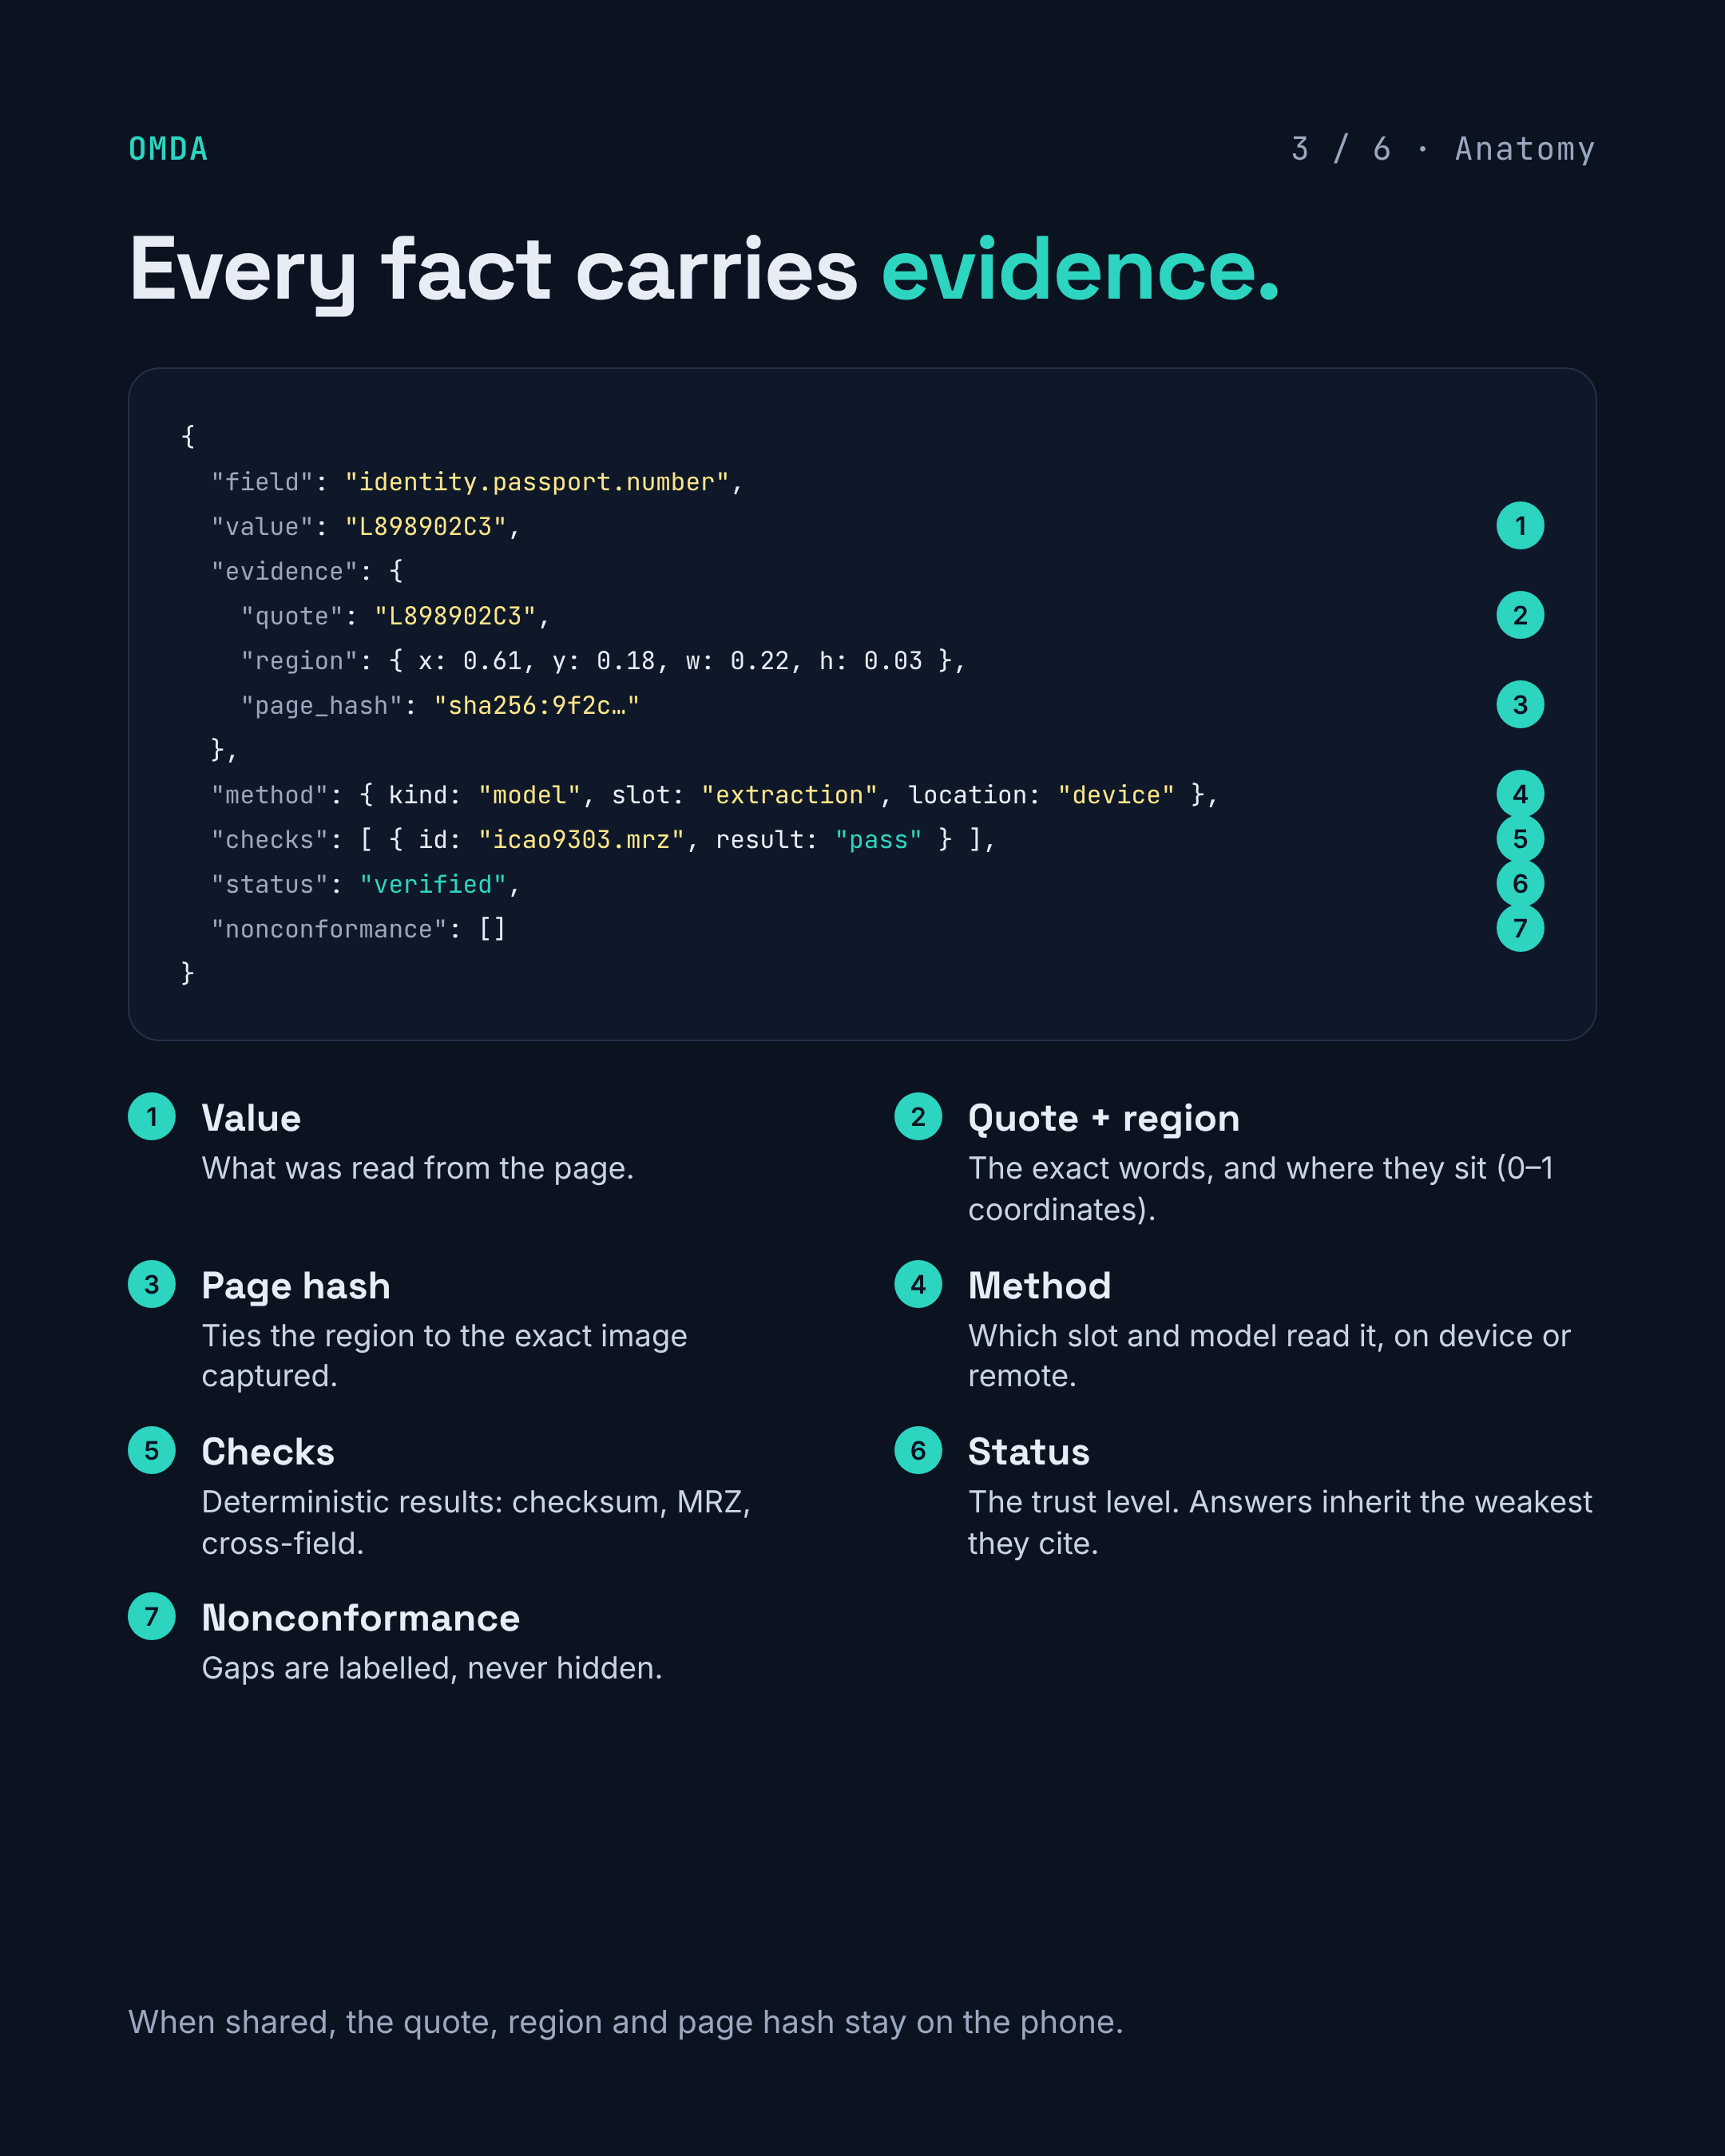 OMDA
3 / 6 · Anatomy
Every fact carries evidence.
{
"field": "identity.passport.number",
"value": "L898902C3", 1
"evidence": {
"quote": "L898902C3", 2
"region": { x: 0.61, y: 0.18, w: 0.22, h: 0.03 },
"page_hash": "sha256:9f2c…" 3
},
"method": { kind: "model", slot: "extraction", location: "device" }, 4
"checks": [ { id: "icao9303.mrz", result: "pass" } ], 5
"status": "verified", 6
"nonconformance": [] 7
}
1 Value
What was read from the page.
2 Quote + region
The exact words, and where they sit (0–1
coordinates).
3 Page hash
Ties the region to the exact image
captured.
4 Method
Which slot and model read it, on device or
remote.
5 Checks
Deterministic results: checksum, MRZ,
cross-field.
6 Status
The trust level. Answers inherit the weakest
they cite.
7 Nonconformance
Gaps are labelled, never hidden.
When shared, the quote, region and page hash stay on the phone.